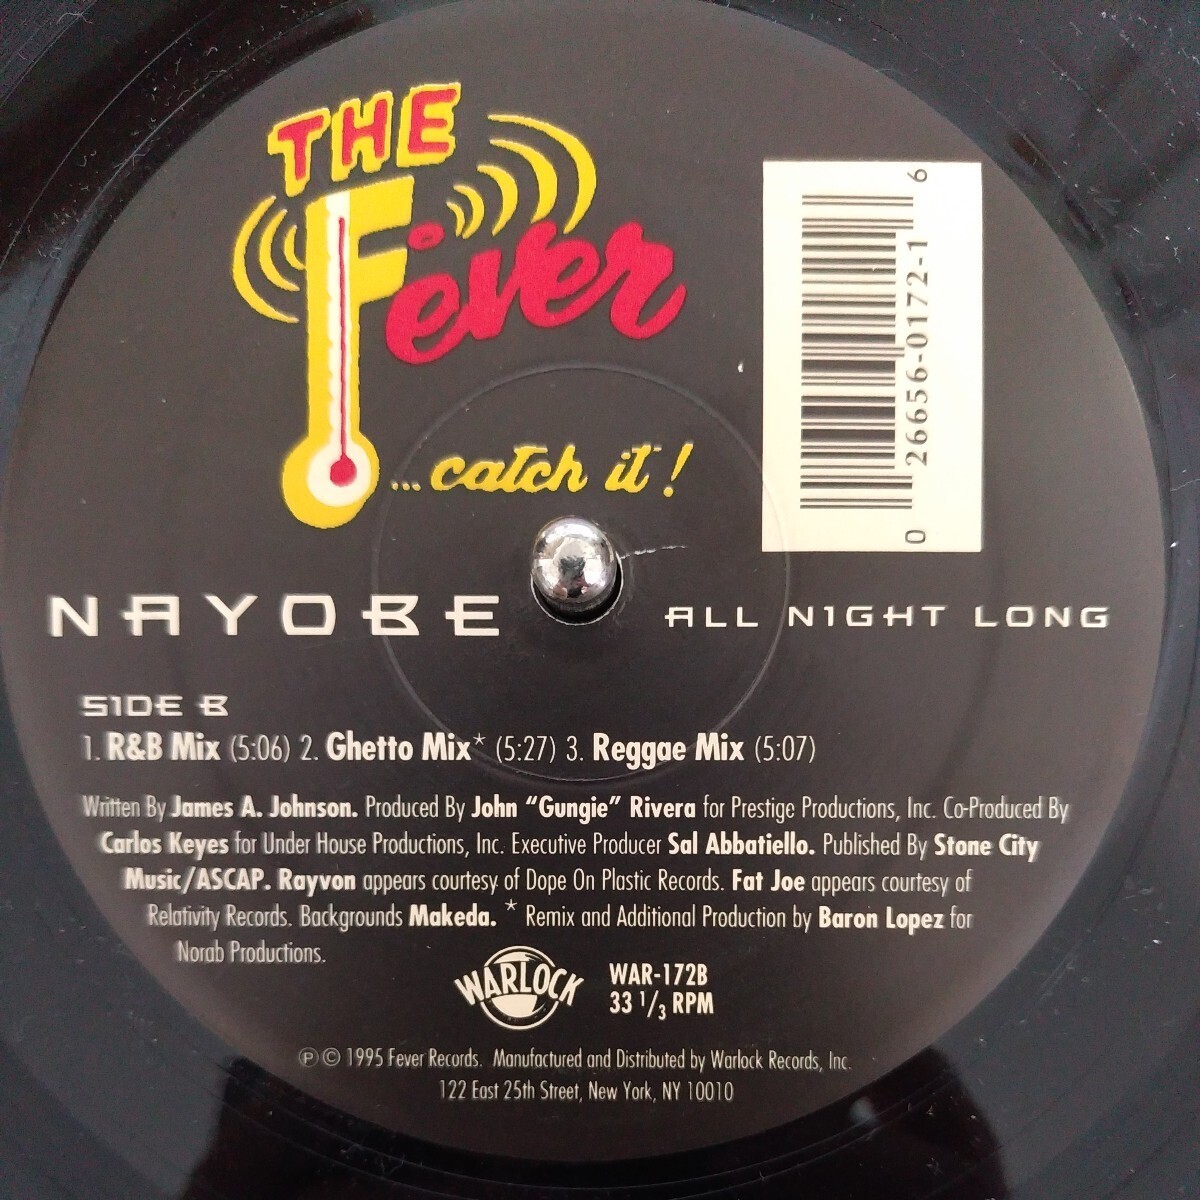 THE
Fever
...catch it!
0 26656-0172-1 6
NAYOBE
ALL NIGHT LONG
SIDE B
1. R&B Mix (5:06) 2. Ghetto Mix* (5:27) 3. Reggae Mix (5:07)
Written By James A. Johnson. Produced By John “Gungie” Rivera for Prestige Productions, Inc. Co-Produced By
Carlos Keyes for Under House Productions, Inc. Executive Producer Sal Abbatiello. Published By Stone City
Music/ASCAP. Rayvon appears courtesy of Dope On Plastic Records. Fat Joe appears courtesy of
Relativity Records. Backgrounds Makeda. * Remix and Additional Production by Baron Lopez for
Norab Productions.
WARLOCK
WAR-172B
33 1/3 RPM
℗© 1995 Fever Records. Manufactured and Distributed by Warlock Records, Inc.
122 East 25th Street, New York, NY 10010